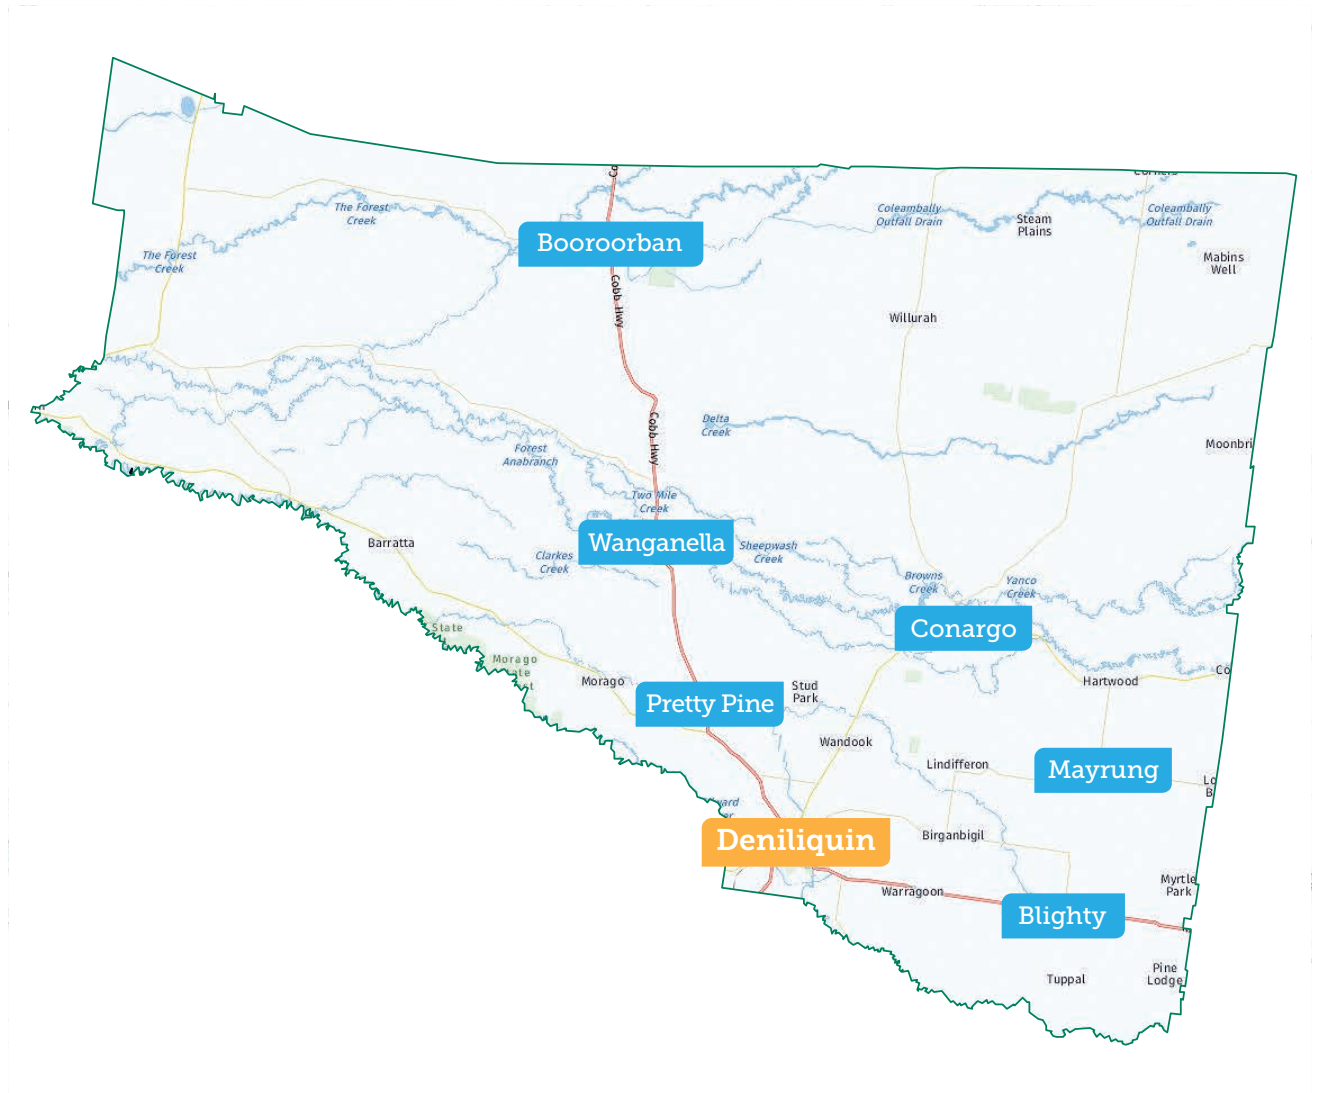 The Forest
Creek
The Forest
Creek
Coleambally
Outfall Drain
Steam
Plains
Coleambally
Outfall Drain
Booroorban
Mabins
Well
Cobb Hwy
Willurah
Delta
Creek
Cobb Hwy
Moonbri
Forest
Anabranch
Two Mile
Creek
Wanganella
Barratta
Clarkes
Creek
Sheepwash
Creek
Browns
Creek
Yanco
Creek
State
Conargo
Morago
Co
Morago
Hartwood
Pretty Pine
Stud
Park
Wandook
Lindifferon
Mayrung
Lo
B
Deniliquin
Birganbigil
Warragoon
Myrtle
Park
Blighty
Tuppal
Pine
Lodge